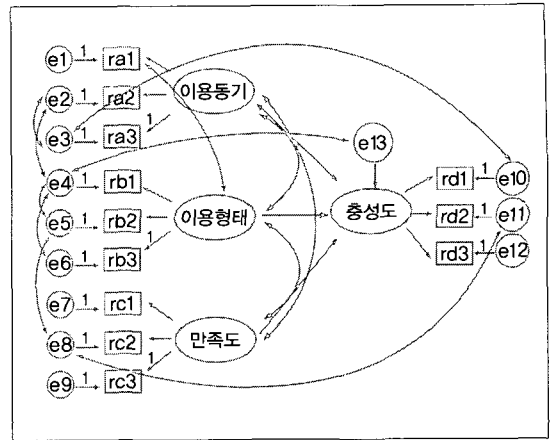 e1 1 ra1
e2 1 ra2 이용동기
e3 1 ra3 1 e13
e4 1 rb1 rd1 1 e10
e5 1 rb2 이용형태 충성도 rd2 1 e11
e6 1 rb3 1 rd3 1 e12
e7 1 rc1
e8 1 rc2 만족도
e9 1 rc3 1